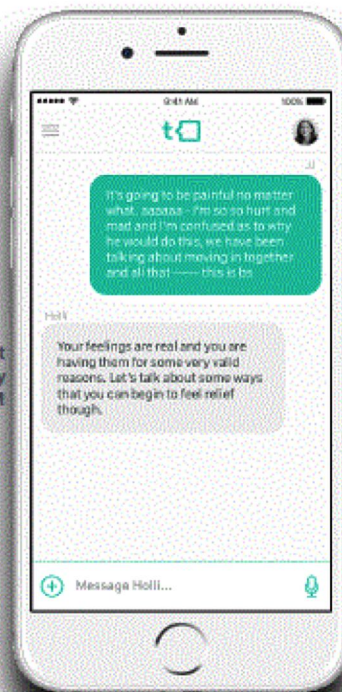 9:41 AM 100%
t
JJ
It's going to be painful no matter
what, aaaaaa - I'm so so hurt and
mad and I'm confused as to why
he would do this, we have been
talking about moving in together
and all that —— this is bs
Holli
Your feelings are real and you are
having them for some very valid
reasons. Let's talk about some ways
that you can begin to feel relief
though.
t
y
t
Message Holli...